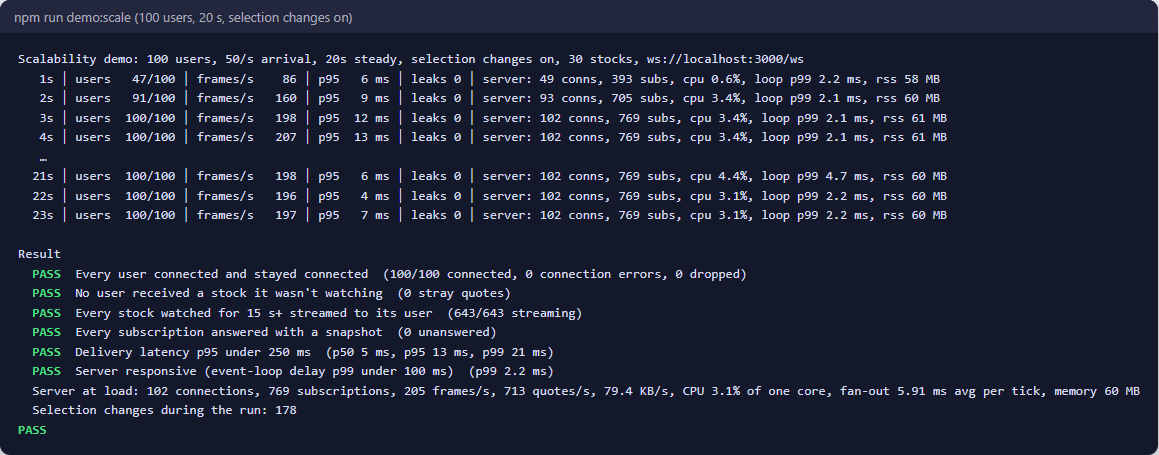 npm run demo:scale (100 users, 20 s, selection changes on)
Scalability demo: 100 users, 50/s arrival, 20s steady, selection changes on, 30 stocks, ws://localhost:3000/ws
1s | users 47/100 | frames/s 86 | p95 6 ms | leaks 0 | server: 49 conns, 393 subs, cpu 0.6%, loop p99 2.2 ms, rss 58 MB
2s | users 91/100 | frames/s 160 | p95 9 ms | leaks 0 | server: 93 conns, 705 subs, cpu 3.4%, loop p99 2.1 ms, rss 60 MB
3s | users 100/100 | frames/s 198 | p95 12 ms | leaks 0 | server: 102 conns, 769 subs, cpu 3.4%, loop p99 2.1 ms, rss 61 MB
4s | users 100/100 | frames/s 207 | p95 13 ms | leaks 0 | server: 102 conns, 769 subs, cpu 3.4%, loop p99 2.1 ms, rss 61 MB
…
21s | users 100/100 | frames/s 198 | p95 6 ms | leaks 0 | server: 102 conns, 769 subs, cpu 4.4%, loop p99 4.7 ms, rss 60 MB
22s | users 100/100 | frames/s 196 | p95 4 ms | leaks 0 | server: 102 conns, 769 subs, cpu 3.1%, loop p99 2.2 ms, rss 60 MB
23s | users 100/100 | frames/s 197 | p95 7 ms | leaks 0 | server: 102 conns, 769 subs, cpu 3.1%, loop p99 2.2 ms, rss 60 MB
Result
PASS Every user connected and stayed connected (100/100 connected, 0 connection errors, 0 dropped)
PASS No user received a stock it wasn't watching (0 stray quotes)
PASS Every stock watched for 15 s+ streamed to its user (643/643 streaming)
PASS Every subscription answered with a snapshot (0 unanswered)
PASS Delivery latency p95 under 250 ms (p50 5 ms, p95 13 ms, p99 21 ms)
PASS Server responsive (event-loop delay p99 under 100 ms) (p99 2.2 ms)
Server at load: 102 connections, 769 subscriptions, 205 frames/s, 713 quotes/s, 79.4 KB/s, CPU 3.1% of one core, fan-out 5.91 ms avg per tick, memory 60 MB
Selection changes during the run: 178
PASS